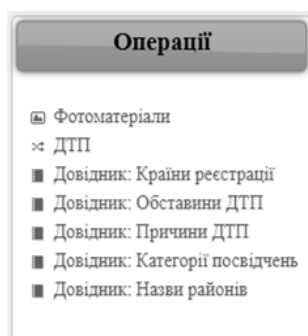 Операції
Фотоматеріали
ДТП
Довідник: Країни реєстрації
Довідник: Обставини ДТП
Довідник: Причини ДТП
Довідник: Категорії посвідчень
Довідник: Назви районів